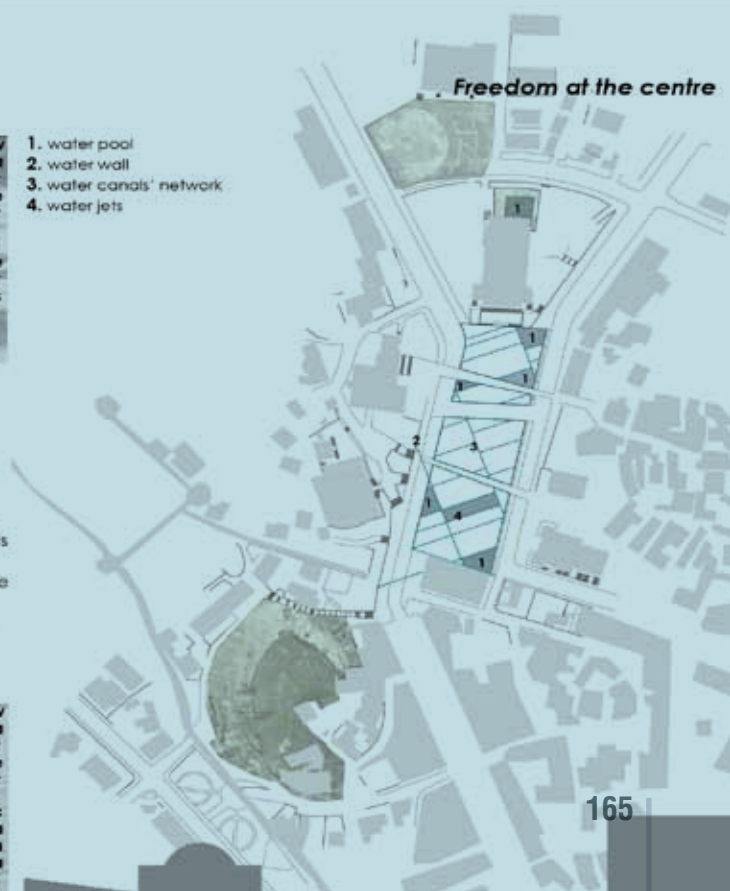 Freedom at the centre
1. water pool
2. water wall
3. water canals' network
4. water jets
1
1
1
1
2
3
1
4
1
s
e
165